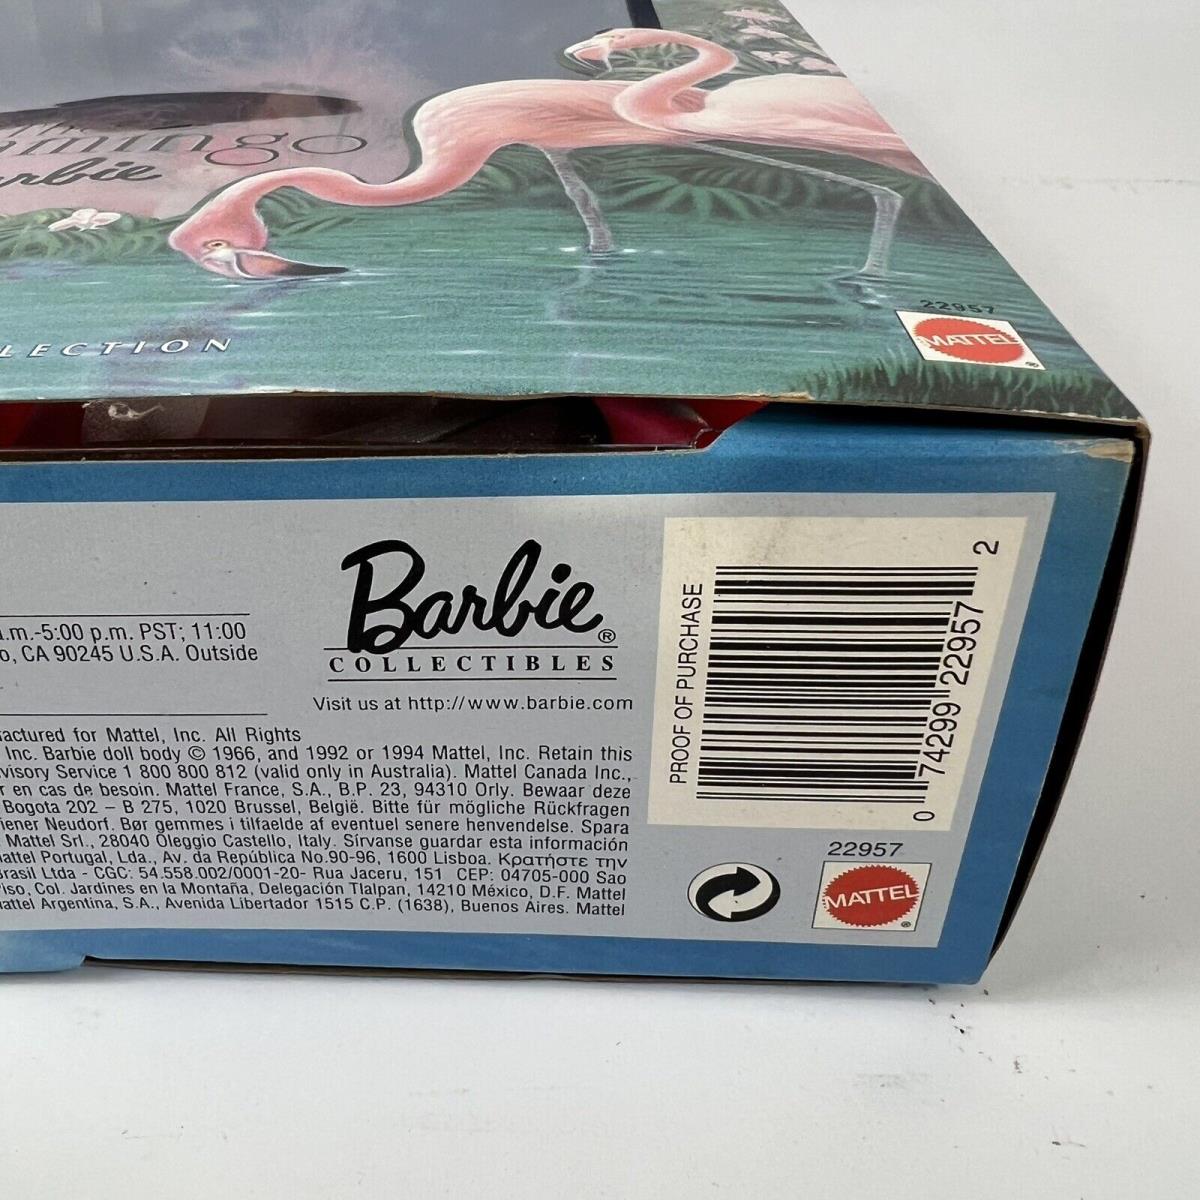 The
mingo
rbie
LECTION
22957
MATTEL
®
Barbie®
COLLECTIBLES
Visit us at http://www.barbie.com
.m.-5:00 p.m. PST; 11:00
o, CA 90245 U.S.A. Outside
actured for Mattel, Inc. All Rights
Inc. Barbie doll body © 1966, and 1992 or 1994 Mattel, Inc. Retain this
visory Service 1 800 800 812 (valid only in Australia). Mattel Canada Inc.,
r en cas de besoin. Mattel France, S.A., B.P. 23, 94310 Orly. Bewaar deze
Bogota 202 – B 275, 1020 Brussel, België. Bitte für mögliche Rückfragen
iener Neudorf. Bør gemmes i tilfaelde af eventuel senere henvendelse. Spara
Mattel Srl., 28040 Oleggio Castello, Italy. Sírvanse guardar esta información
attel Portugal, Lda., Av. da República No.90-96, 1600 Lisboa. Κρατήστε την
Brasil Ltda - CGC: 54.558.002/0001-20- Rua Jaceru, 151 CEP: 04705-000 Sao
iso, Col. Jardines en la Montaña, Delegación Tlalpan, 14210 México, D.F. Mattel
attel Argentina, S.A., Avenida Libertador 1515 C.P. (1638), Buenos Aires. Mattel
PROOF OF PURCHASE
0 74299 22957 2
22957
MATTEL
®